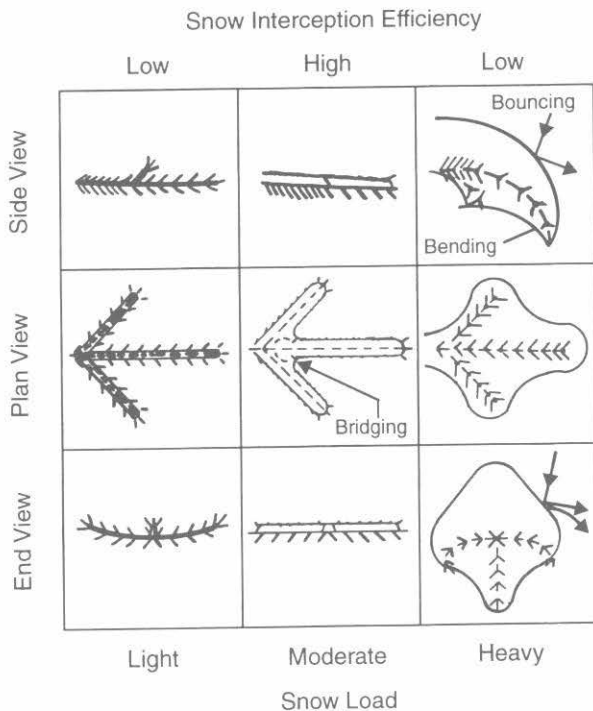 Snow Interception Efficiency
Low High Low
Side View
Bouncing
Bending
Plan View
Bridging
End View
Light Moderate Heavy
Snow Load